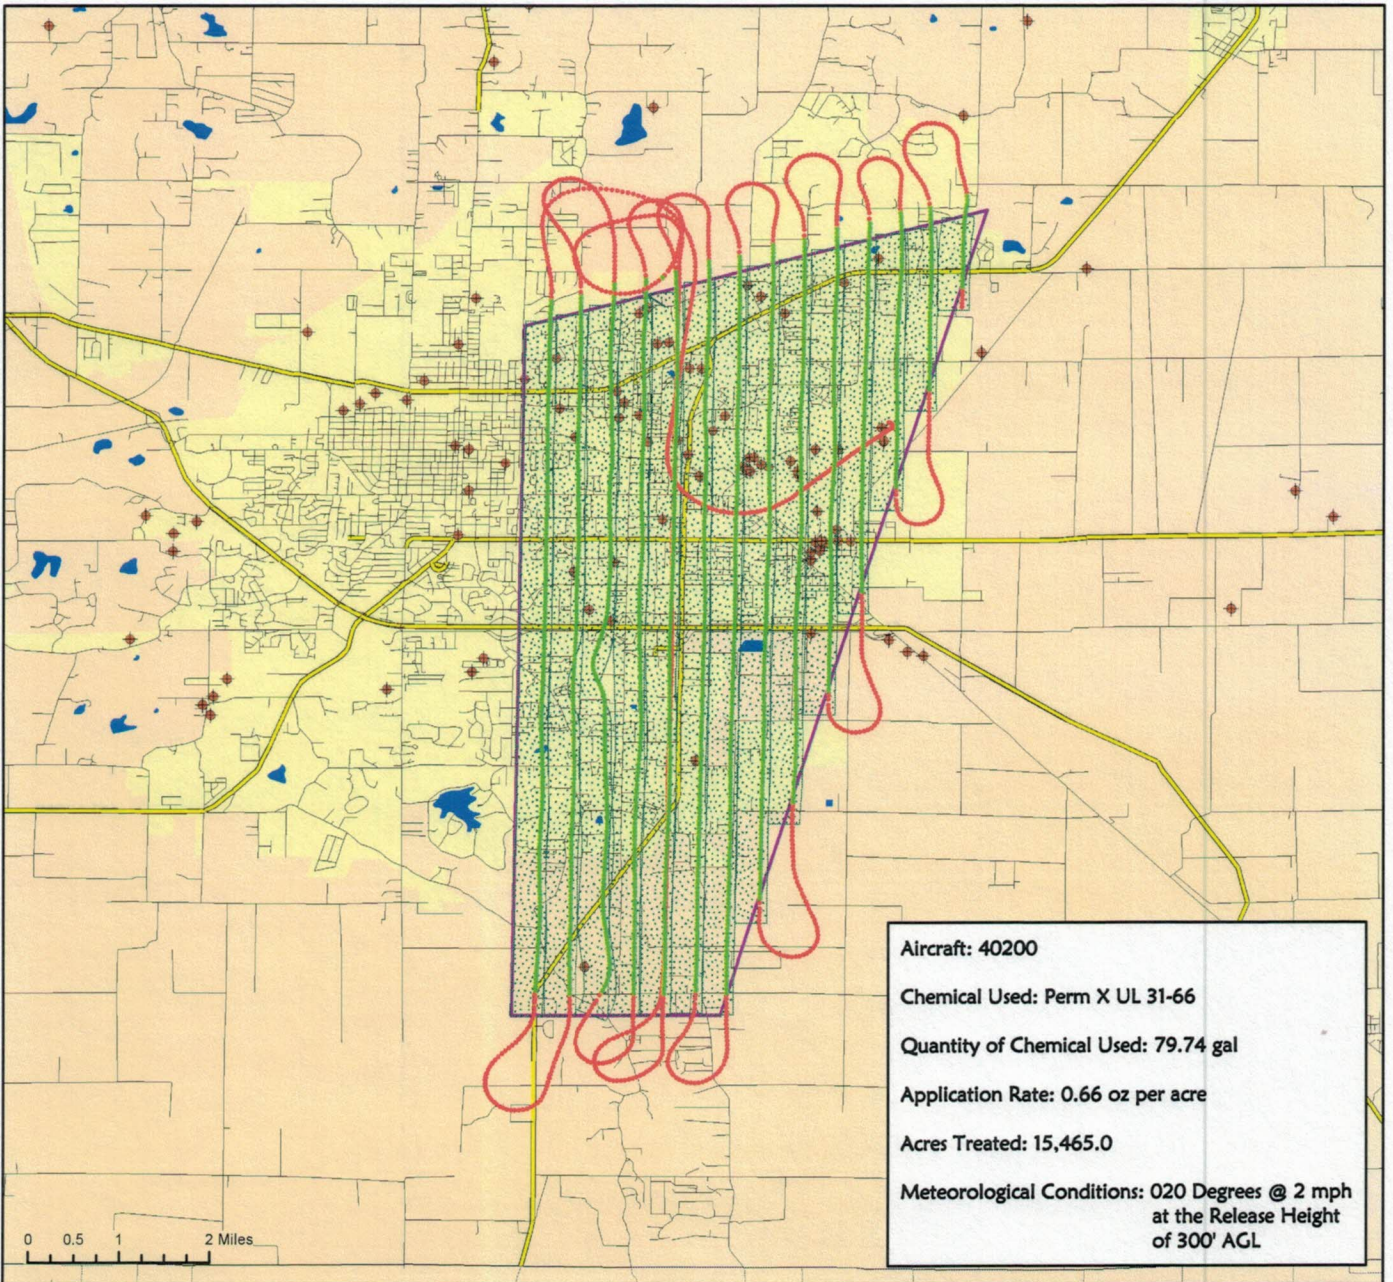 Aircraft: 40200
Chemical Used: Perm X UL 31-66
Quantity of Chemical Used: 79.74 gal
Application Rate: 0.66 oz per acre
Acres Treated: 15,465.0
Meteorological Conditions: 020 Degrees @ 2 mph
at the Release Height
of 300' AGL
0 0.5 1 2 Miles